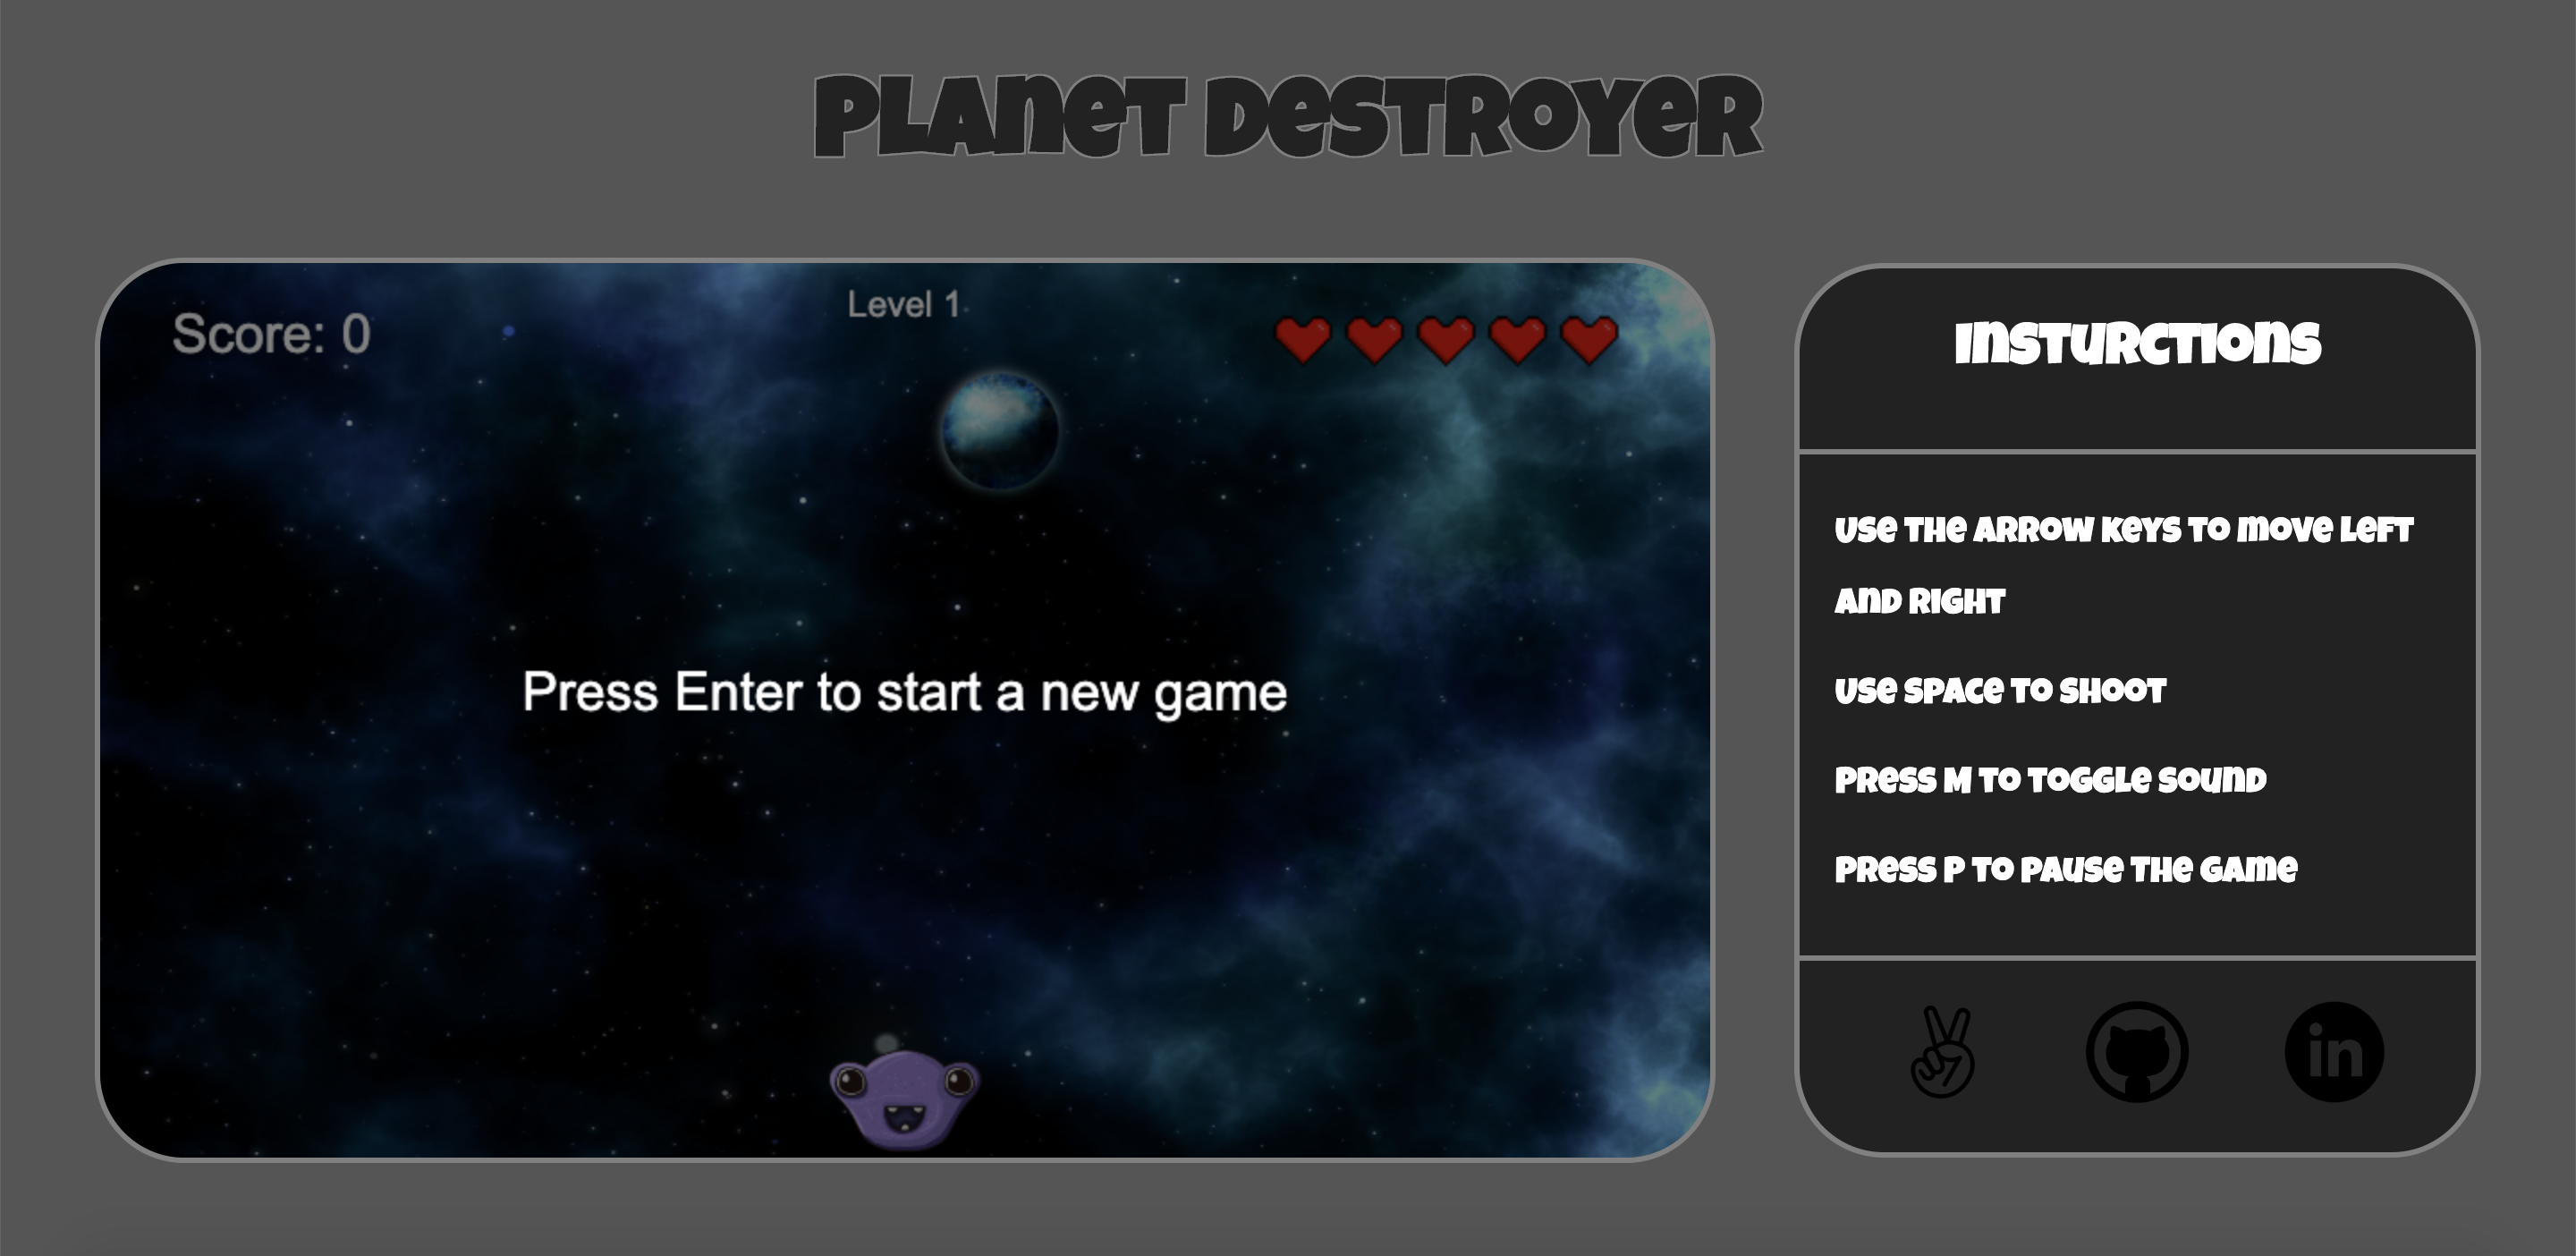 PLANET DESTROYER
Score: 0
Level 1
Press Enter to start a new game
INSTURCTIONS
USE THE ARROW KEYS TO MOVE LEFT
AND RIGHT
USE SPACE TO SHOOT
PRESS M TO TOGGLE SOUND
PRESS P TO PAUSE THE GAME
in